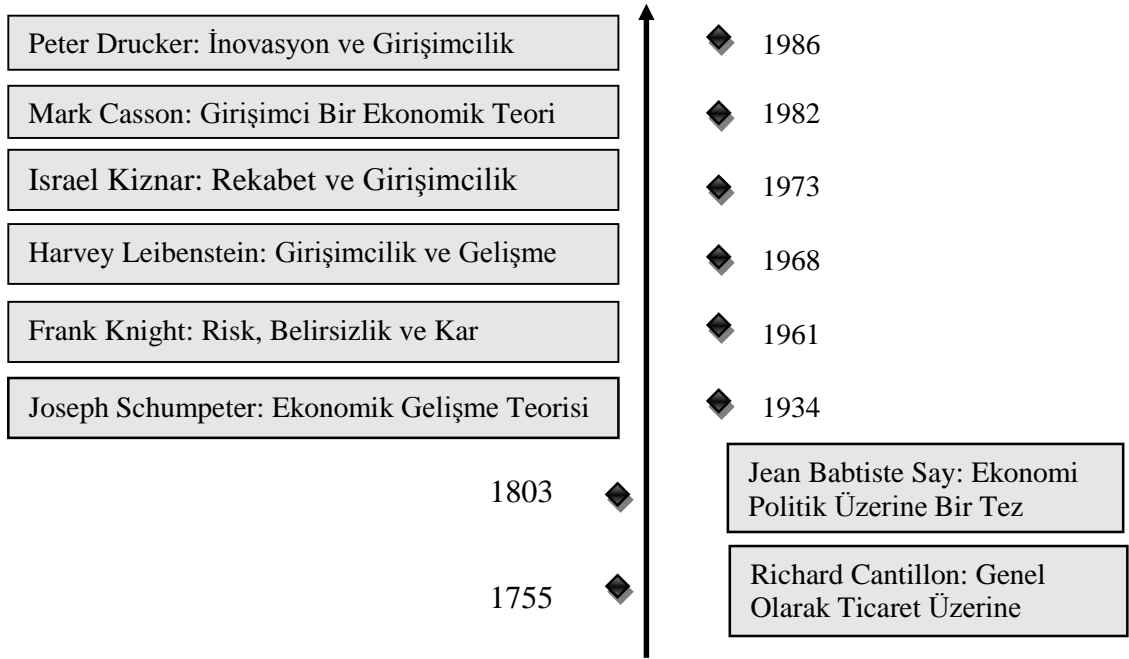 Peter Drucker: İnovasyon ve Girişimcilik
1986
Mark Casson: Girişimci Bir Ekonomik Teori
1982
Israel Kiznar: Rekabet ve Girişimcilik
1973
Harvey Leibenstein: Girişimcilik ve Gelişme
1968
Frank Knight: Risk, Belirsizlik ve Kar
1961
Joseph Schumpeter: Ekonomik Gelişme Teorisi
1934
1803
Jean Babtiste Say: Ekonomi
Politik Üzerine Bir Tez
1755
Richard Cantillon: Genel
Olarak Ticaret Üzerine